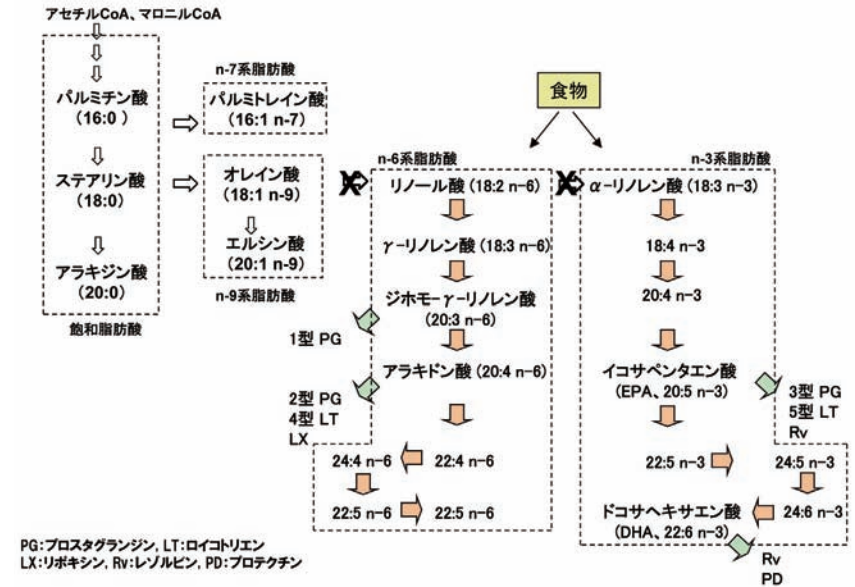 アセチルCoA、マロニルCoA
パルミチン酸
(16:0 )
ステアリン酸
(18:0)
アラキジン酸
(20:0)
飽和脂肪酸
n-7系脂肪酸
パルミトレイン酸
(16:1 n-7)
オレイン酸
(18:1 n-9)
エルシン酸
(20:1 n-9)
n-9系脂肪酸
食物
n-6系脂肪酸
リノール酸 (18:2 n-6)
γ-リノレン酸 (18:3 n-6)
ジホモ-γ-リノレン酸
(20:3 n-6)
1型 PG
アラキドン酸 (20:4 n-6)
2型 PG
4型 LT
LX
24:4 n-6 22:4 n-6
22:5 n-6 22:5 n-6
n-3系脂肪酸
α-リノレン酸 (18:3 n-3)
18:4 n-3
20:4 n-3
イコサペンタエン酸
(EPA、20:5 n-3)
3型 PG
5型 LT
Rv
22:5 n-3 24:5 n-3
ドコサヘキサエン酸 24:6 n-3
(DHA、22:6 n-3)
Rv
PD
PG:プロスタグランジン, LT:ロイコトリエン
LX:リポキシン, Rv:レゾルビン, PD:プロテクチン